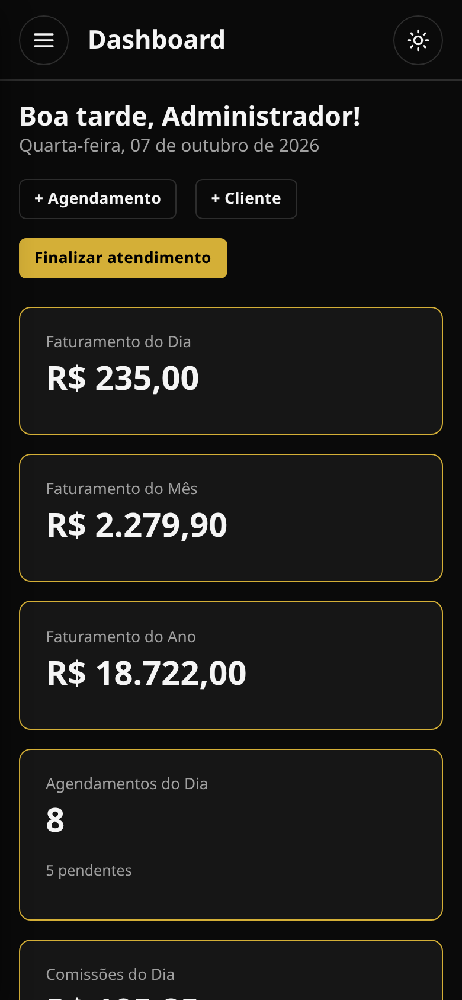 Dashboard
Boa tarde, Administrador!
Quarta-feira, 07 de outubro de 2026
+ Agendamento
+ Cliente
Finalizar atendimento
Faturamento do Dia
R$ 235,00
Faturamento do Mês
R$ 2.279,90
Faturamento do Ano
R$ 18.722,00
Agendamentos do Dia
8
5 pendentes
Comissões do Dia